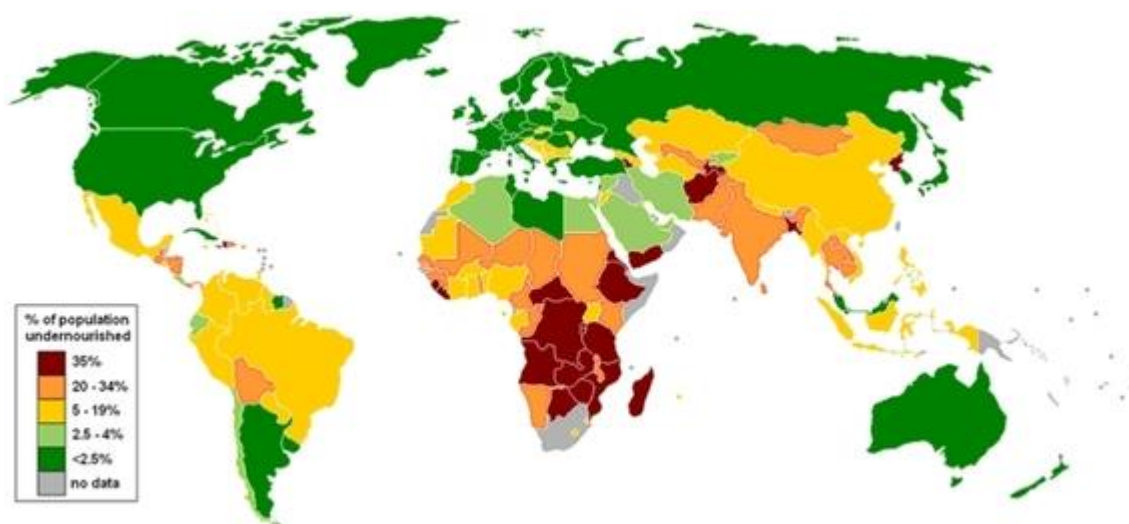 % of population
undernourished
35%
20 - 34%
5 - 19%
2.5 - 4%
<2.5%
no data